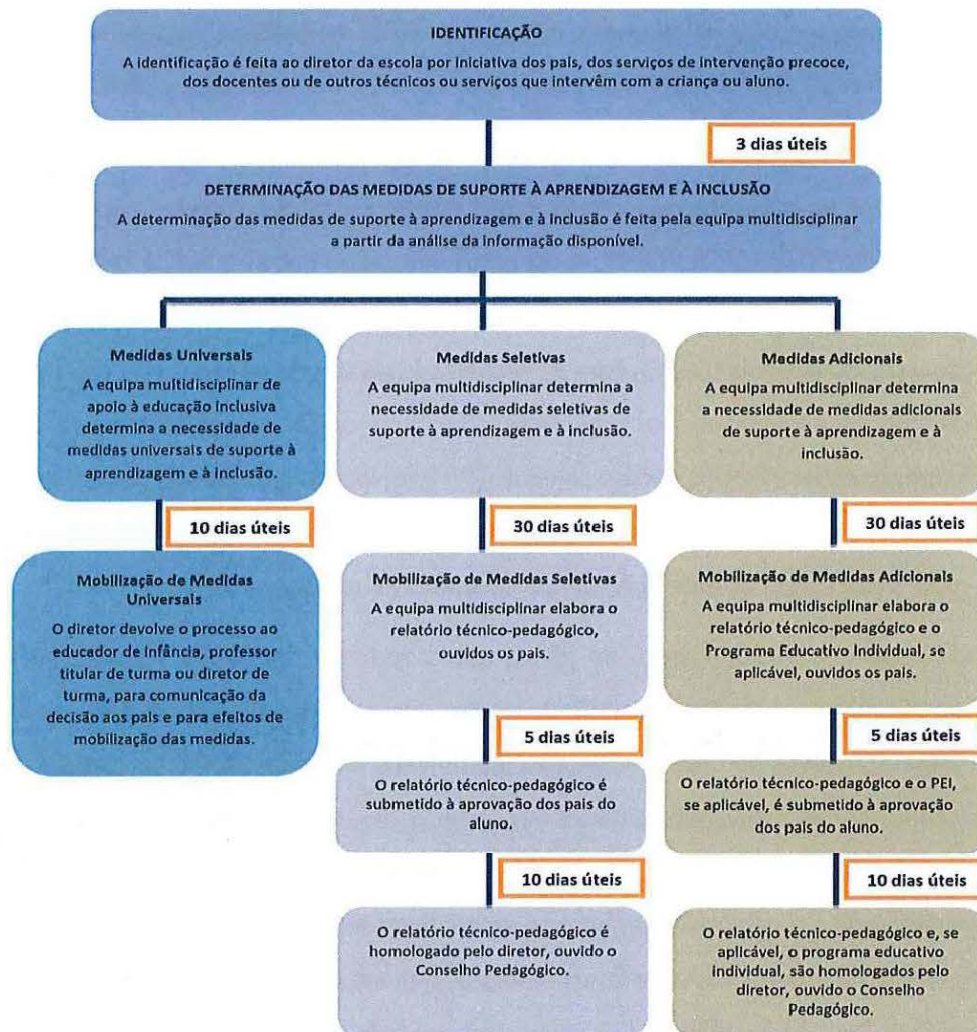 IDENTIFICAÇÃO
A identificação é feita ao diretor da escola por iniciativa dos pais, dos serviços de intervenção precoce,
dos docentes ou de outros técnicos ou serviços que intervêm com a criança ou aluno.
3 dias úteis
DETERMINAÇÃO DAS MEDIDAS DE SUPORTE À APRENDIZAGEM E À INCLUSÃO
A determinação das medidas de suporte à aprendizagem e à inclusão é feita pela equipa multidisciplinar
a partir da análise da informação disponível.
Medidas Universais
A equipa multidisciplinar de
apoio à educação inclusiva
determina a necessidade de
medidas universais de suporte à
aprendizagem e à inclusão.
10 dias úteis
Mobilização de Medidas
Universais
O diretor devolve o processo ao
educador de infância, professor
titular de turma ou diretor de
turma, para comunicação da
decisão aos pais e para efeitos de
mobilização das medidas.
Medidas Seletivas
A equipa multidisciplinar determina a
necessidade de medidas seletivas de
suporte à aprendizagem e à inclusão.
30 dias úteis
Mobilização de Medidas Seletivas
A equipa multidisciplinar elabora o
relatório técnico-pedagógico,
ouvidos os pais.
5 dias úteis
O relatório técnico-pedagógico é
submetido à aprovação dos pais do
aluno.
10 dias úteis
O relatório técnico-pedagógico é
homologado pelo diretor, ouvido o
Conselho Pedagógico.
Medidas Adicionais
A equipa multidisciplinar determina
a necessidade de medidas adicionais
de suporte à aprendizagem e à
inclusão.
30 dias úteis
Mobilização de Medidas Adicionais
A equipa multidisciplinar elabora o
relatório técnico-pedagógico e o
Programa Educativo Individual, se
aplicável, ouvidos os pais.
5 dias úteis
O relatório técnico-pedagógico e o PEI,
se aplicável, é submetido à aprovação
dos pais do aluno.
10 dias úteis
O relatório técnico-pedagógico e, se
aplicável, o programa educativo
individual, são homologados pelo
diretor, ouvido o Conselho
Pedagógico.